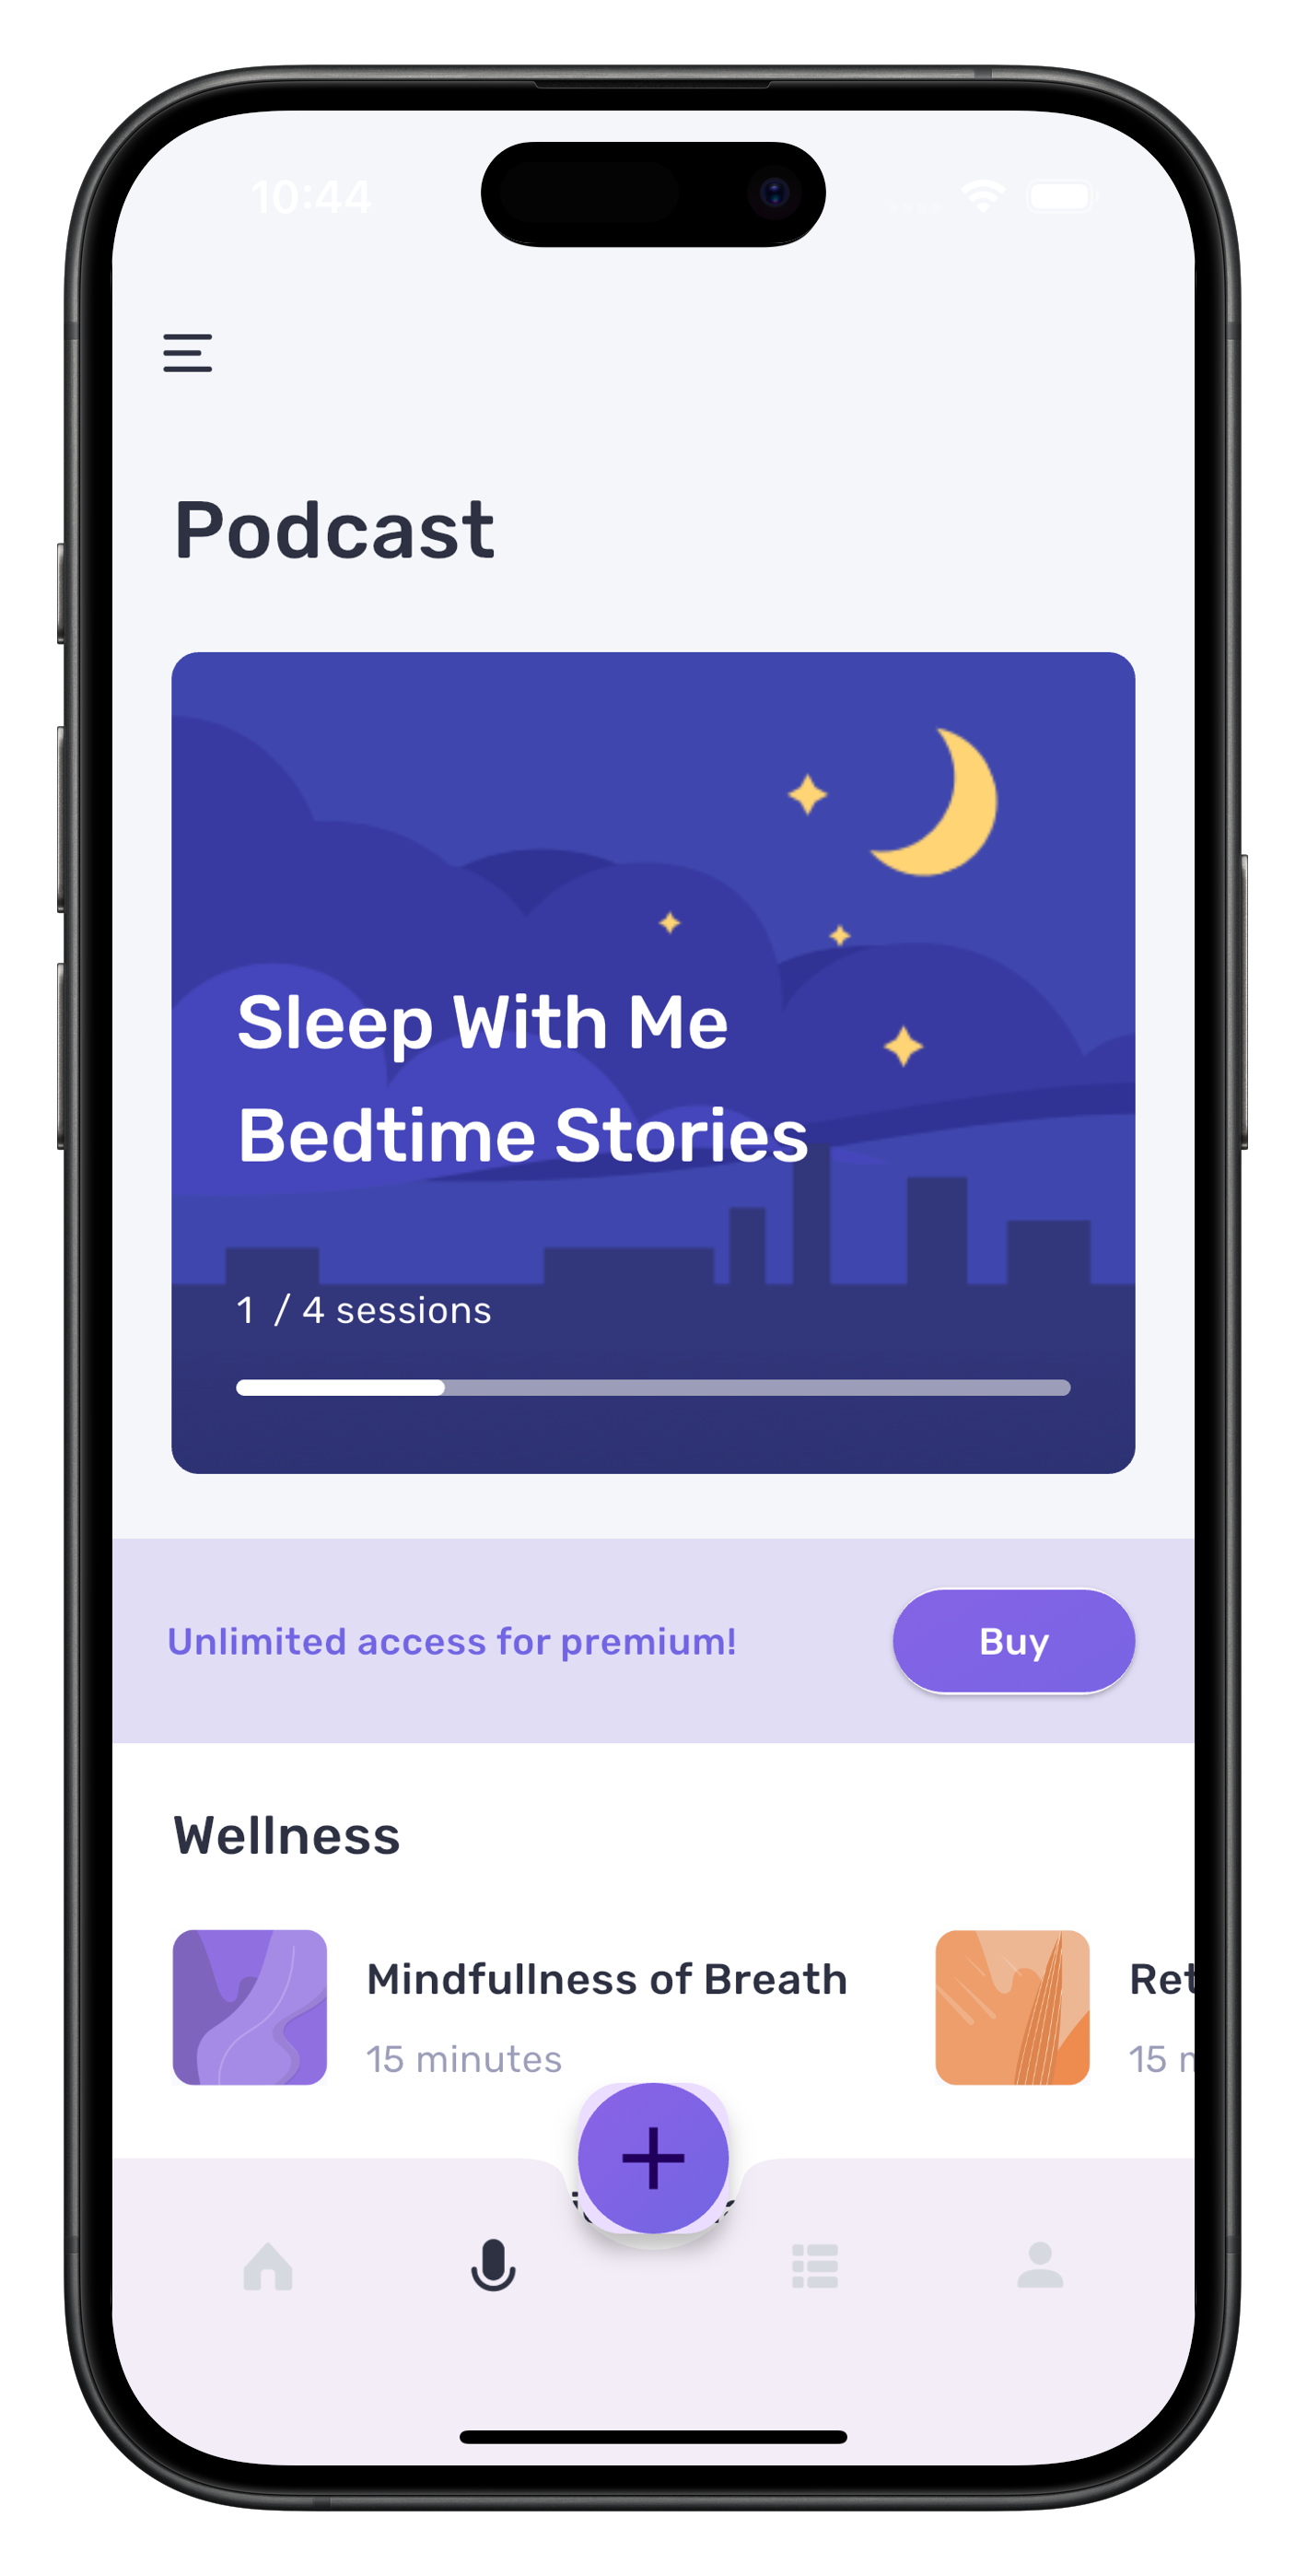 10:44
Podcast
Sleep With Me
Bedtime Stories
1 / 4 sessions
Unlimited access for premium!
Buy
Wellness
Mindfullness of Breath
Ret
15 minutes
15